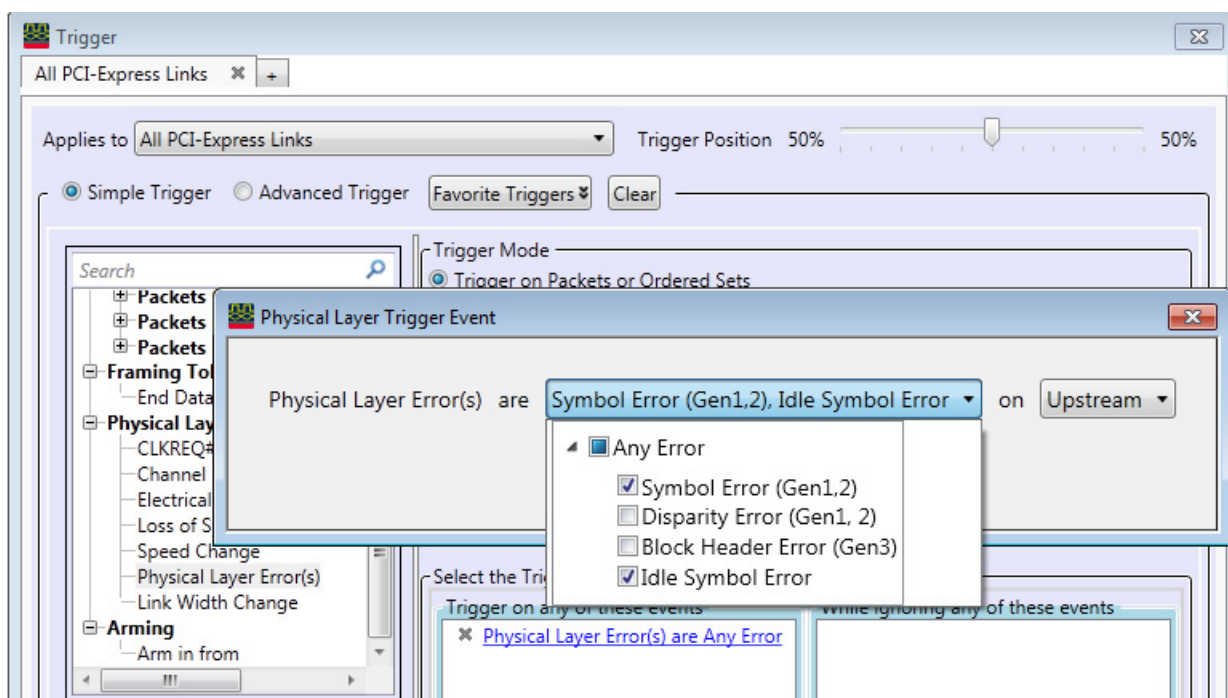 Trigger
All PCI-Express Links
+
Applies to All PCI-Express Links Trigger Position 50% 50%
Simple Trigger Advanced Trigger Favorite Triggers Clear
Search
Trigger Mode
Trigger on Packets or Ordered Sets
Packets
Packets
Packets
Framing
End Data
Physical
CLKREQ#
Channel
Electrical
Loss of
Speed Change
Physical Layer Error(s)
Link Width Change
Arming
Arm in from
Physical Layer Trigger Event
Physical Layer Error(s) are Symbol Error (Gen1,2), Idle Symbol Error on Upstream
Any Error
Symbol Error (Gen1,2)
Disparity Error (Gen1, 2)
Block Header Error (Gen3)
Idle Symbol Error
Select the
Trigger on any of these events
Physical Layer Error(s) are Any Error
While ignoring any of these events